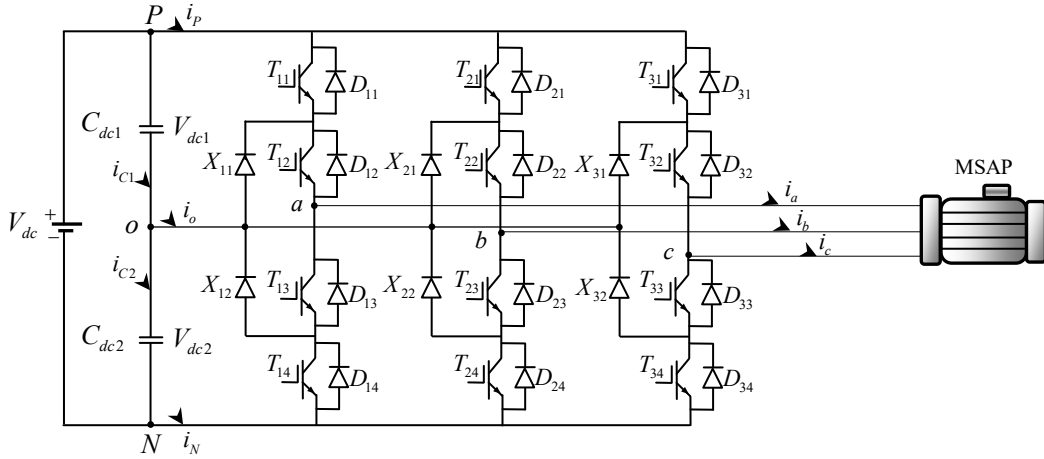 P i_P
T_11 D_11 T_21 D_21 T_31 D_31
C_dc1 V_dc1 X_11 T_12 D_12 X_21 T_22 D_22 X_31 T_32 D_32 MSAP
i_C1 a i_a
V_dc + − o i_o b i_b
c i_c
i_C2 X_12 T_13 D_13 X_22 T_23 D_23 X_32 T_33 D_33
C_dc2 V_dc2 T_14 D_14 T_24 D_24 T_34 D_34
N i_N